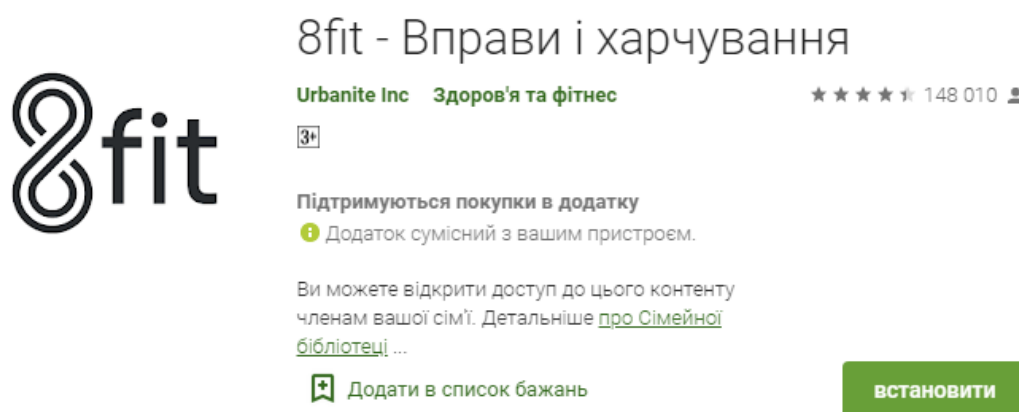 8fit - Вправи і харчування
Urbanite Inc Здоров'я та фітнес 148 010
3+
8fit
Підтримуються покупки в додатку
Додаток сумісний з вашим пристроєм.
Ви можете відкрити доступ до цього контенту
членам вашої сім'ї. Детальніше про Сімейної
бібліотеці ...
Додати в список бажань
встановити